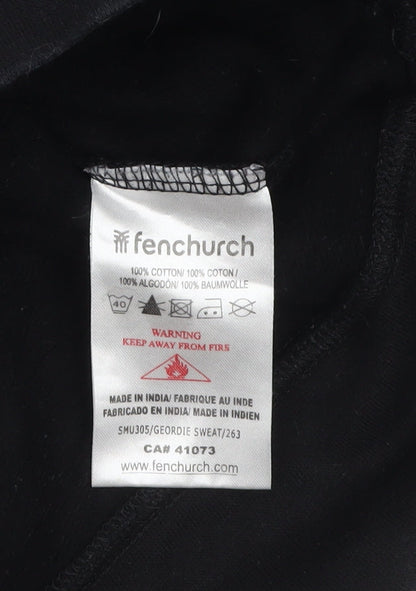 fenchurch
100% COTTON/ 100% COTON/
100% ALGODÓN/ 100% BAUMWOLLE
40
WARNING
KEEP AWAY FROM FIRE
MADE IN INDIA/ FABRIQUE AU INDE
FABRICADO EN INDIA/ MADE IN INDIEN
SMU305/GEORDIE SWEAT/263
CA# 41073
www.fenchurch.com